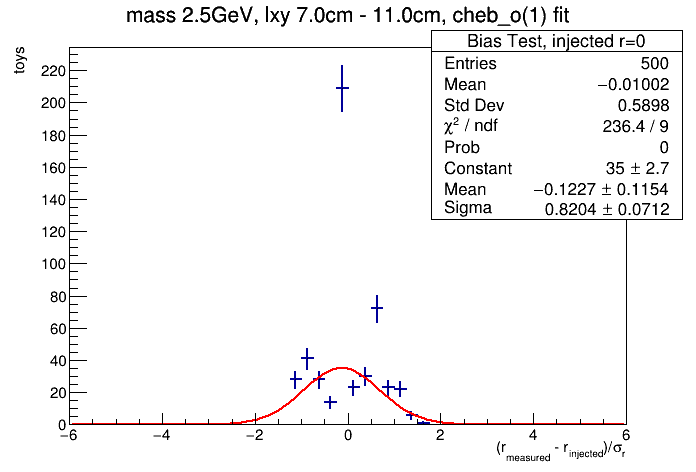 mass 2.5GeV, lxy 7.0cm - 11.0cm, cheb_o(1) fit
Bias Test, injected r=0
Entries 500
Mean −0.01002
Std Dev 0.5898
χ² / ndf 236.4 / 9
Prob 0
Constant 35 ± 2.7
Mean −0.1227 ± 0.1154
Sigma 0.8204 ± 0.0712
toys
220
200
180
160
140
120
100
80
60
40
20
0
−6 −4 −2 0 2 4 6
(r_measured - r_injected)/σ_r